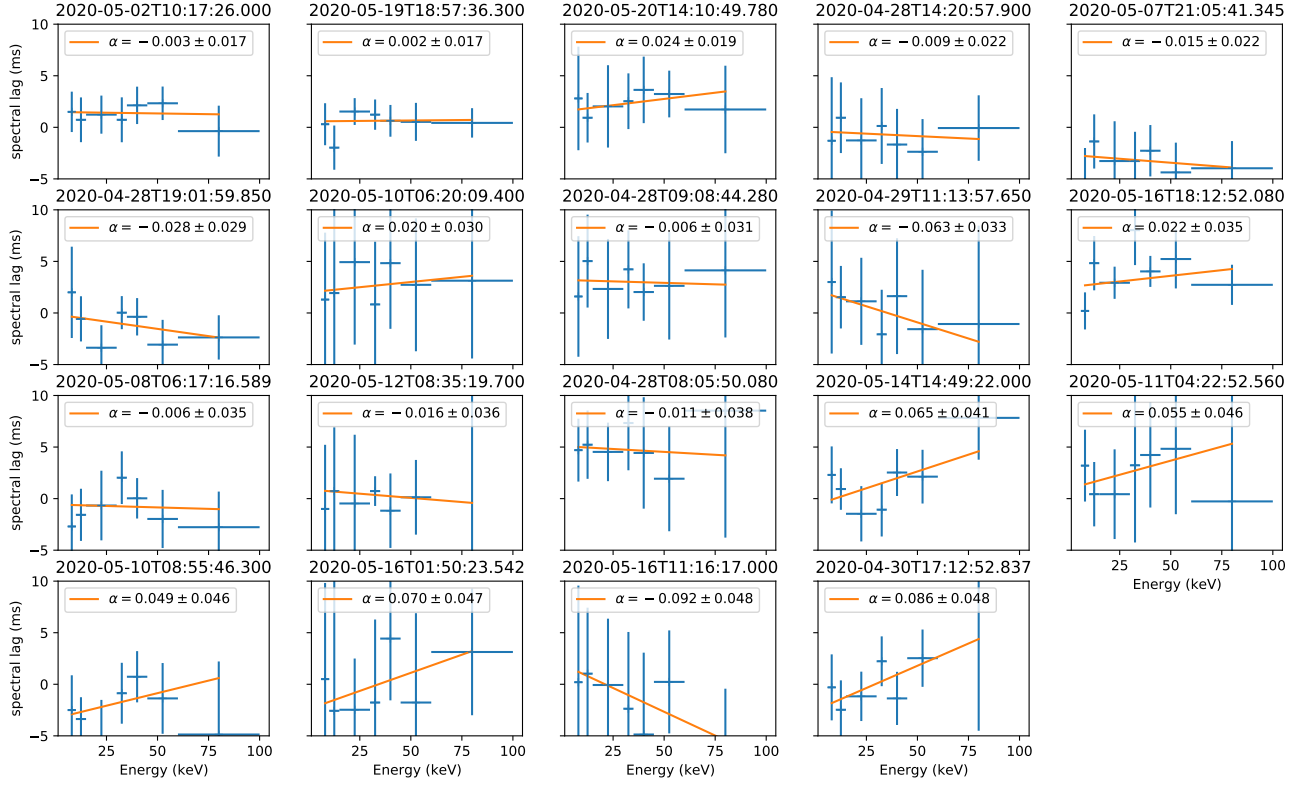 2020-05-02T10:17:26.000 2020-05-19T18:57:36.300 2020-05-20T14:10:49.780 2020-04-28T14:20:57.900 2020-05-07T21:05:41.345
10
α = −0.003 ± 0.017 α = 0.002 ± 0.017 α = 0.024 ± 0.019 α = −0.009 ± 0.022 α = −0.015 ± 0.022
5
0
−5
spectral lag (ms)
2020-04-28T19:01:59.850 2020-05-10T06:20:09.400 2020-04-28T09:08:44.280 2020-04-29T11:13:57.650 2020-05-16T18:12:52.080
10
α = −0.028 ± 0.029 α = 0.020 ± 0.030 α = −0.006 ± 0.031 α = −0.063 ± 0.033 α = 0.022 ± 0.035
5
0
−5
spectral lag (ms)
2020-05-08T06:17:16.589 2020-05-12T08:35:19.700 2020-04-28T08:05:50.080 2020-05-14T14:49:22.000 2020-05-11T04:22:52.560
10
α = −0.006 ± 0.035 α = −0.016 ± 0.036 α = −0.011 ± 0.038 α = 0.065 ± 0.041 α = 0.055 ± 0.046
5
0
−5
spectral lag (ms)
25 50 75 100
Energy (keV)
2020-05-10T08:55:46.300 2020-05-16T01:50:23.542 2020-05-16T11:16:17.000 2020-04-30T17:12:52.837
10
α = 0.049 ± 0.046 α = 0.070 ± 0.047 α = −0.092 ± 0.048 α = 0.086 ± 0.048
5
0
−5
spectral lag (ms)
25 50 75 100 25 50 75 100 25 50 75 100 25 50 75 100
Energy (keV) Energy (keV) Energy (keV) Energy (keV)